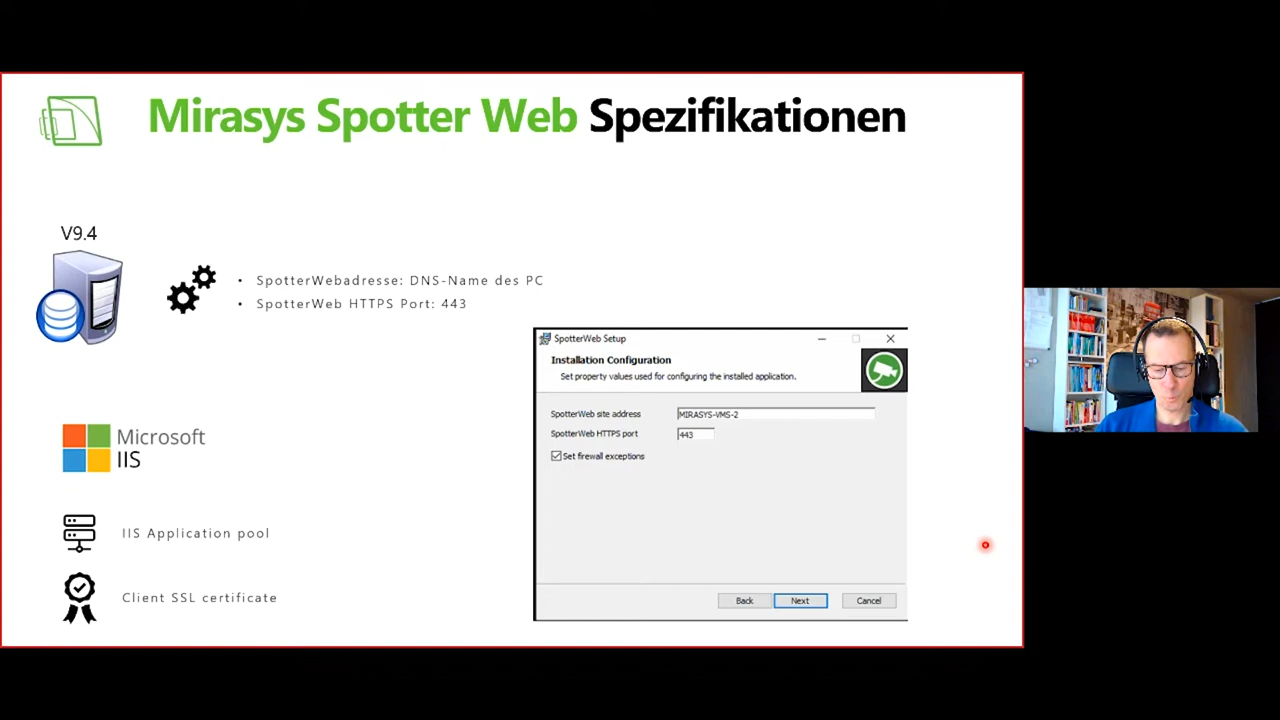 Mirasys Spotter Web Spezifikationen
V9.4
• SpotterWebadresse: DNS-Name des PC
• SpotterWeb HTTPS Port: 443
SpotterWeb Setup
Installation Configuration
Set property values used for configuring the installed application.
SpotterWeb site address MIRASYS-VMS-2
SpotterWeb HTTPS port 443
Set firewall exceptions
Back Next Cancel
Microsoft
IIS
IIS Application pool
Client SSL certificate